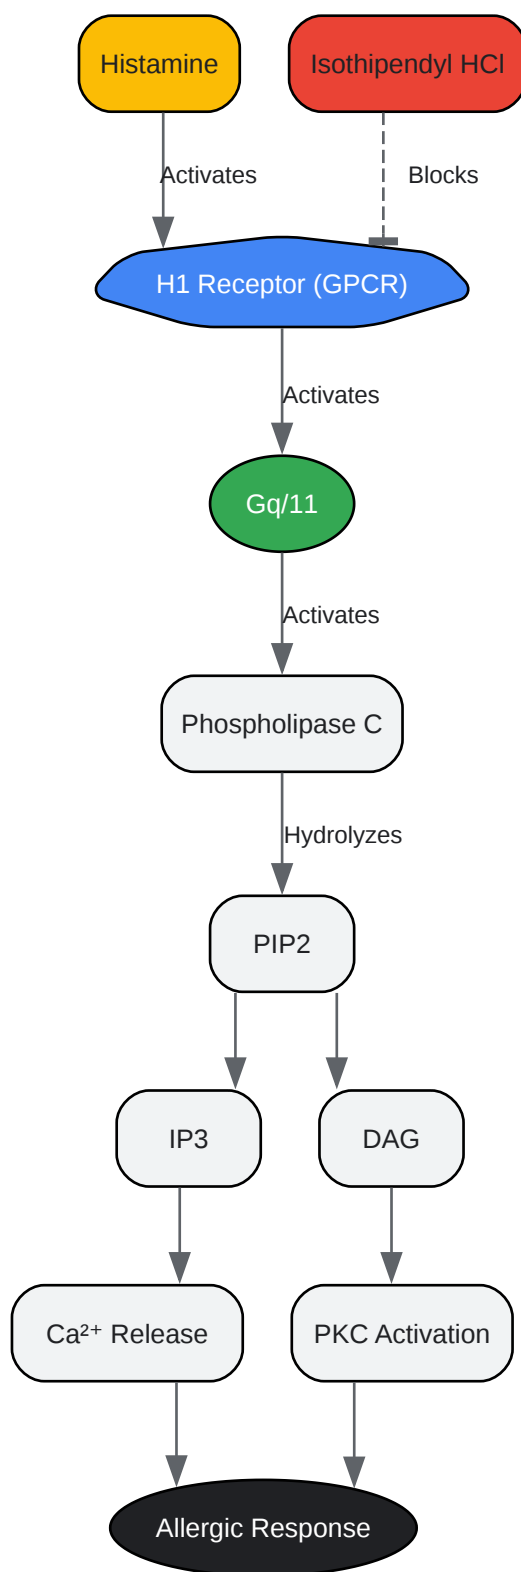 Histamine
Isothipendyl HCl
Activates
Blocks
H1 Receptor (GPCR)
Activates
Gq/11
Activates
Phospholipase C
Hydrolyzes
PIP2
IP3
DAG
Ca²⁺ Release
PKC Activation
Allergic Response